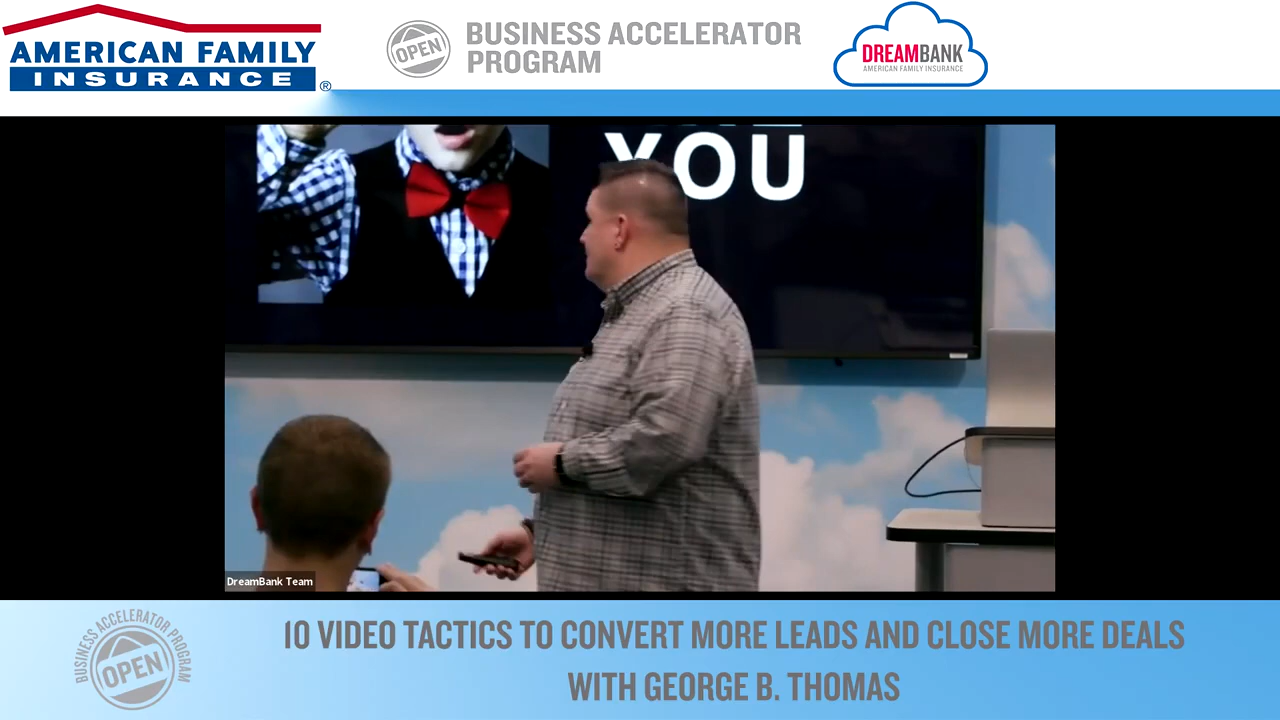 AMERICAN FAMILY
INSURANCE ®
OPEN
BUSINESS ACCELERATOR
PROGRAM
DREAMBANK
AMERICAN FAMILY INSURANCE
YOU
DreamBank Team
BUSINESS ACCELERATOR PROGRAM
OPEN
10 VIDEO TACTICS TO CONVERT MORE LEADS AND CLOSE MORE DEALS
WITH GEORGE B. THOMAS